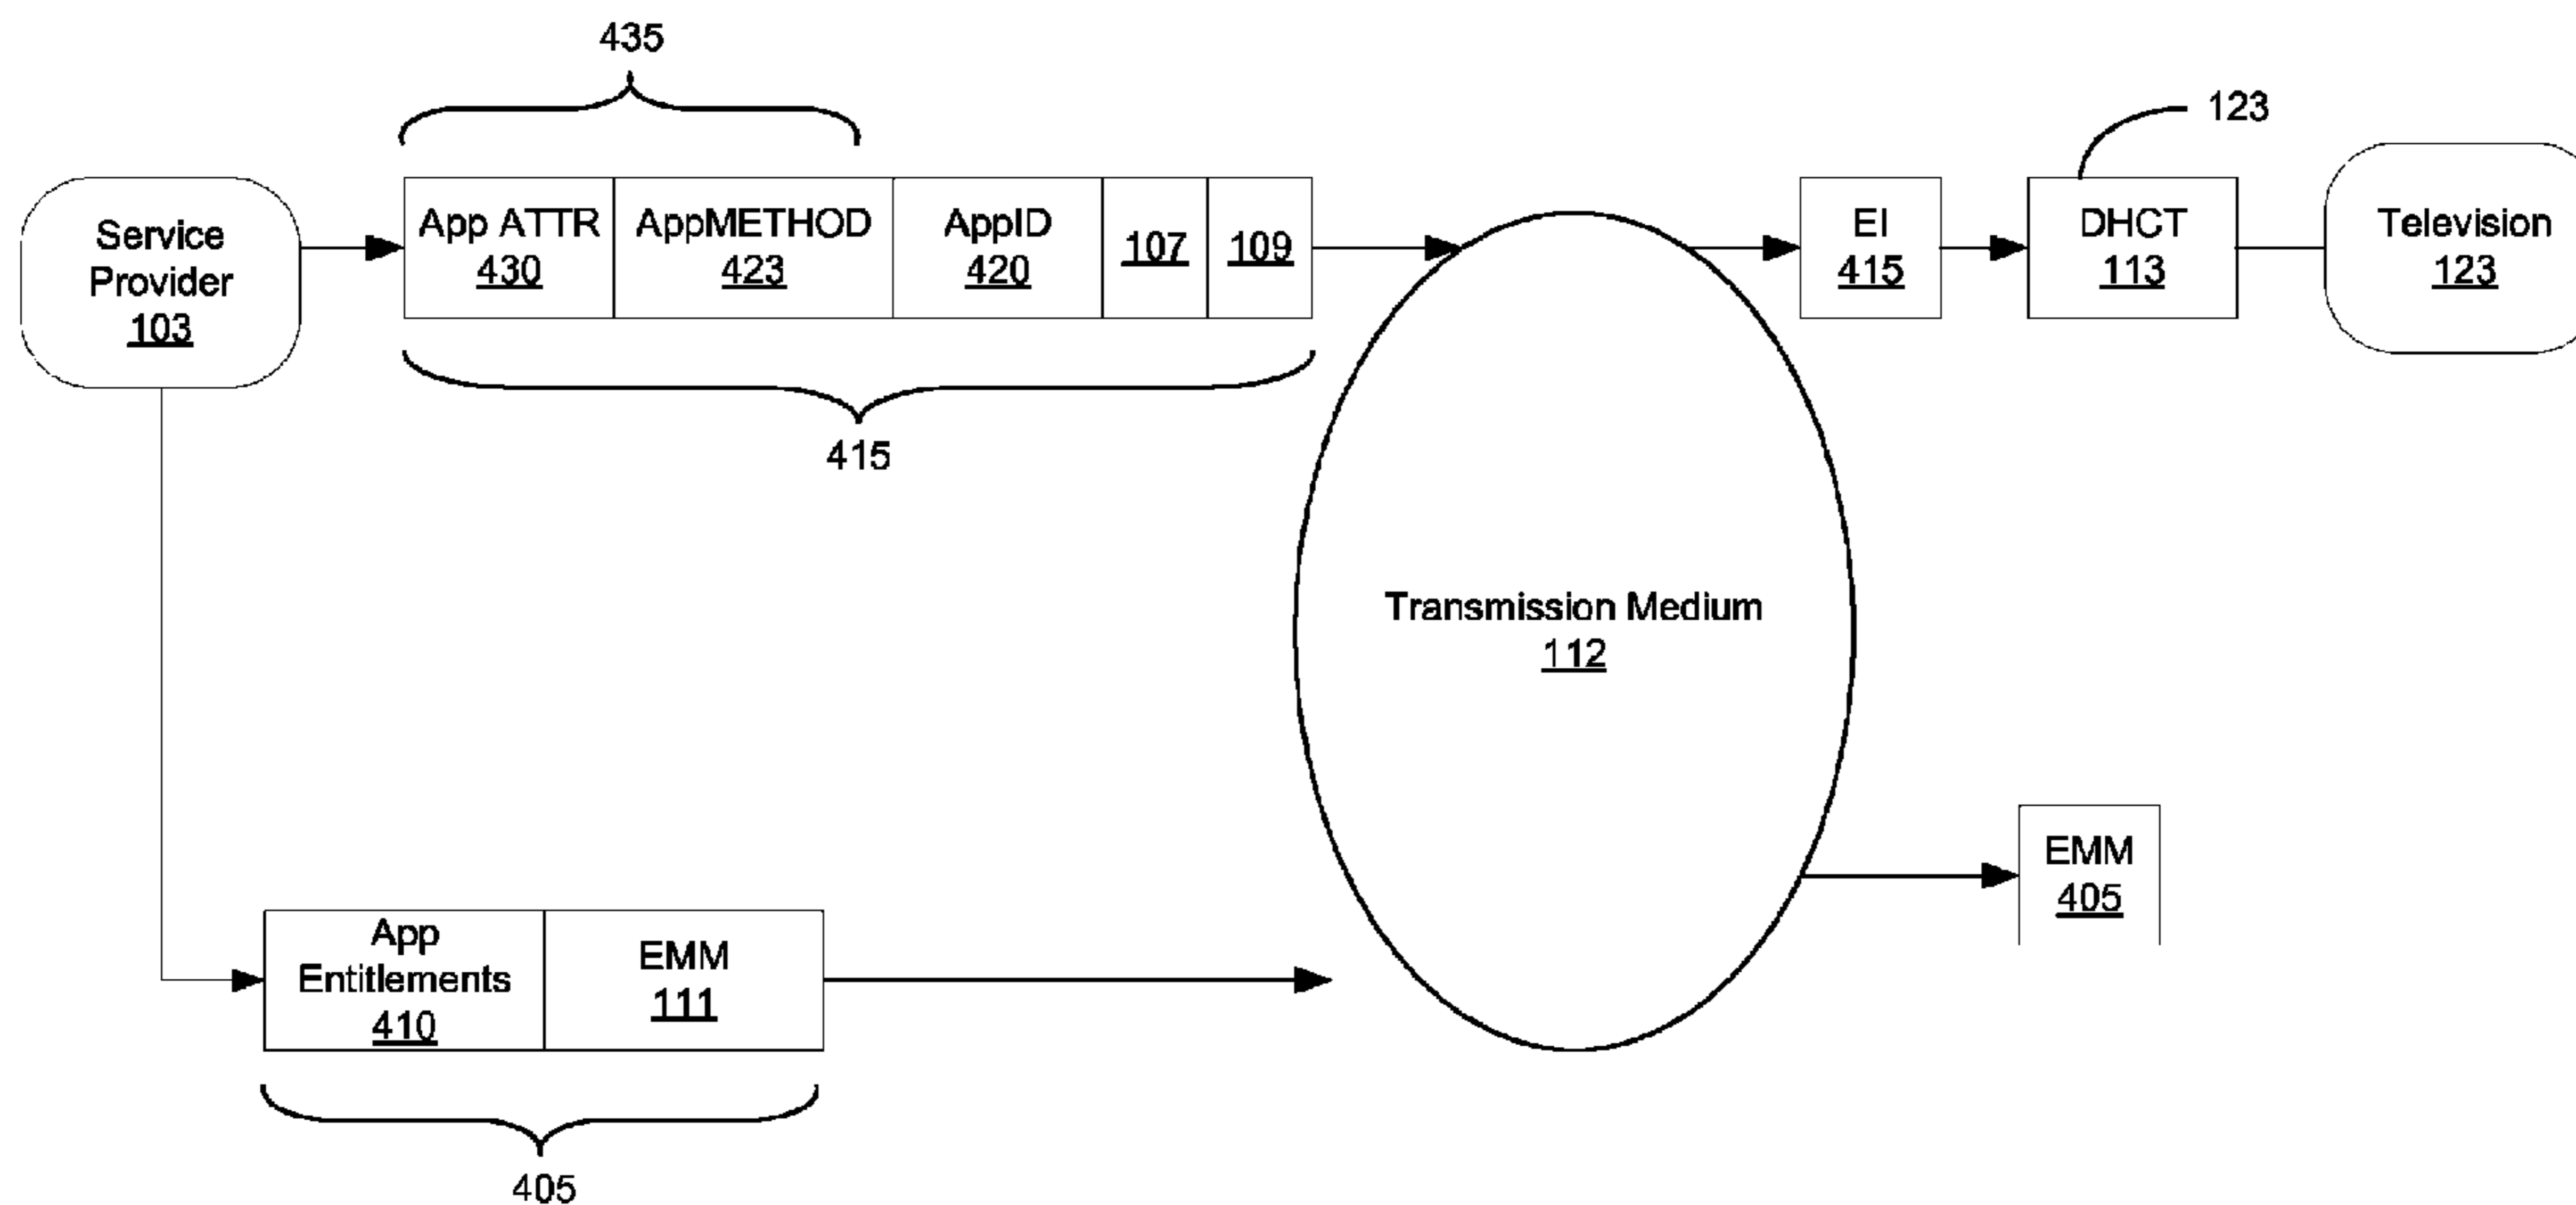 435
123
Service
Provider
103
App ATTR
430
AppMETHOD
423
AppID
420
107
109
EI
415
DHCT
113
Television
123
415
Transmission Medium
112
EMM
405
App
Entitlements
410
EMM
111
405